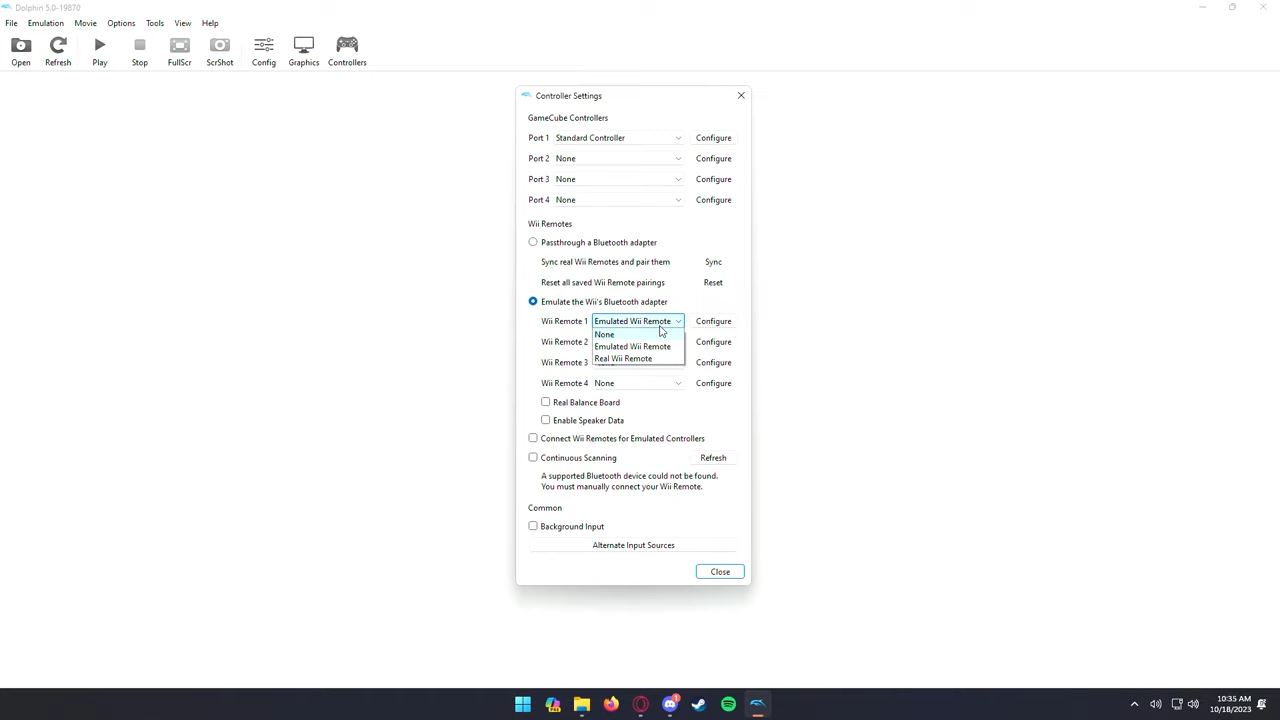 Dolphin 5.0-19870
File Emulation Movie Options Tools View Help
Open Refresh Play Stop FullScr ScrShot Config Graphics Controllers
Controller Settings
GameCube Controllers
Port 1 Standard Controller Configure
Port 2 None Configure
Port 3 None Configure
Port 4 None Configure
Wii Remotes
Passthrough a Bluetooth adapter
Sync real Wii Remotes and pair them Sync
Reset all saved Wii Remote pairings Reset
Emulate the Wii's Bluetooth adapter
Wii Remote 1 Emulated Wii Remote Configure
None
Wii Remote 2 Emulated Wii Remote Configure
Real Wii Remote
Wii Remote 3 Configure
Wii Remote 4 None Configure
Real Balance Board
Enable Speaker Data
Connect Wii Remotes for Emulated Controllers
Continuous Scanning Refresh
A supported Bluetooth device could not be found.
You must manually connect your Wii Remote.
Common
Background Input
Alternate Input Sources
Close
1
10:35 AM
10/18/2023